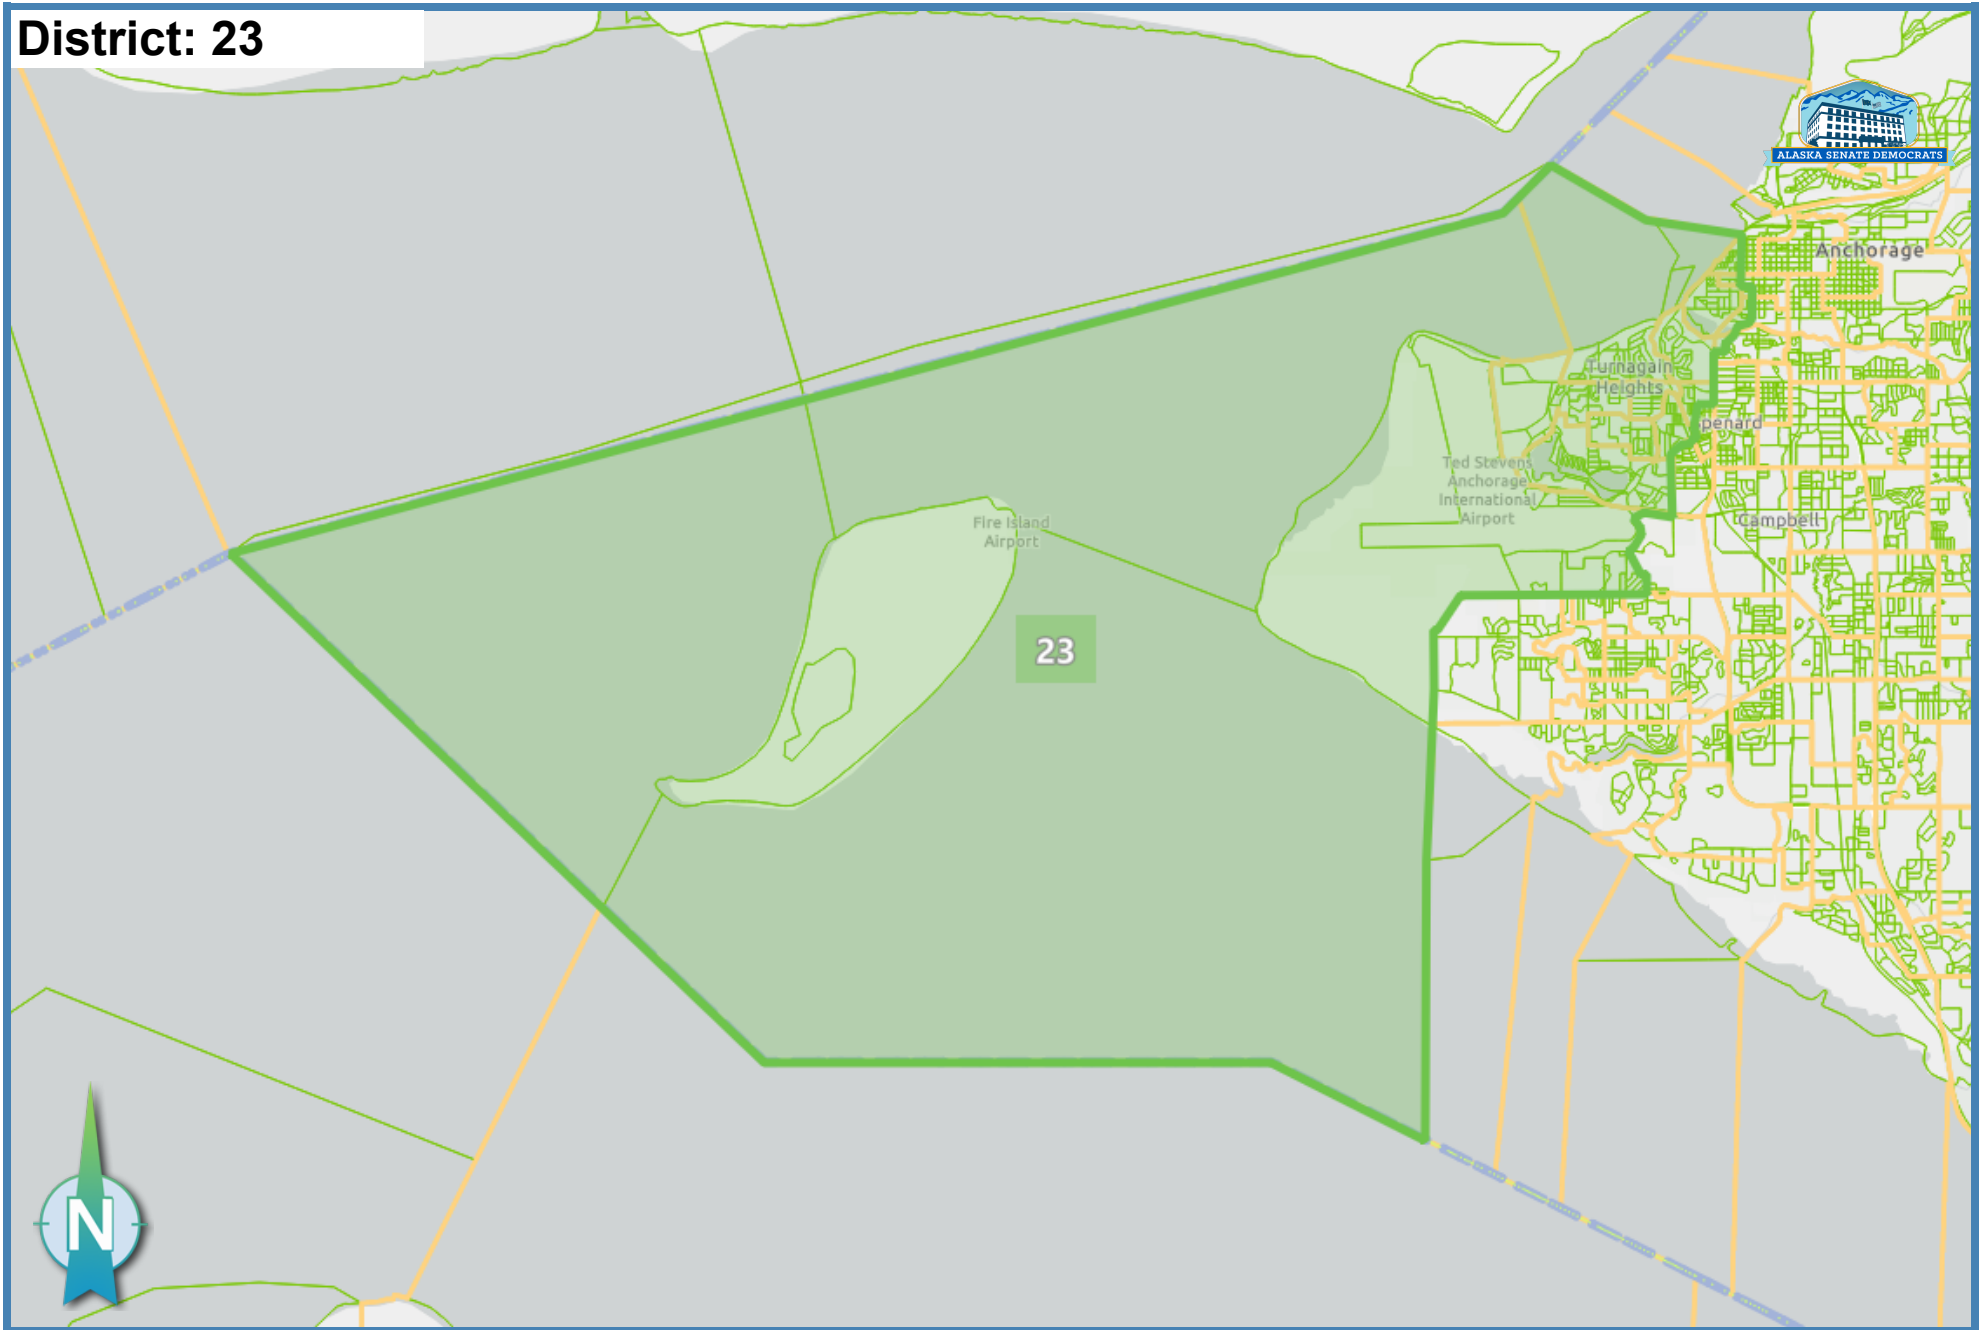 District: 23
ALASKA SENATE DEMOCRATS
Anchorage
Turnagain
Heights
penard
Ted Stevens
Anchorage
International
Airport
Campbell
Fire Island
Airport
23
N